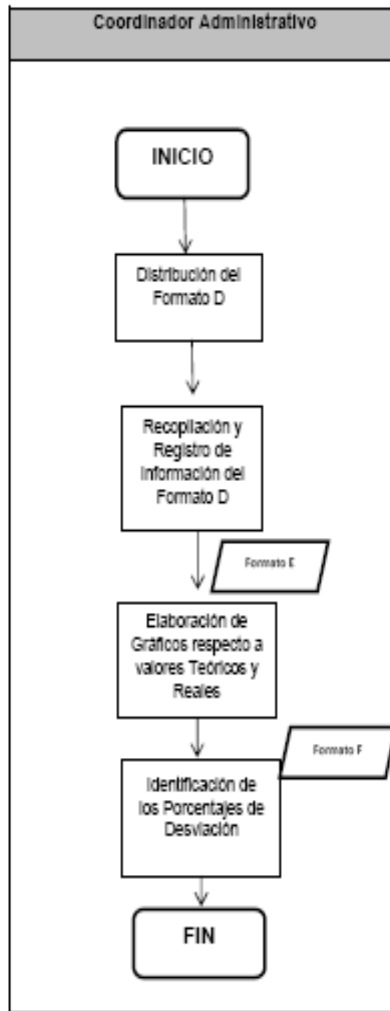 Coordinador Administrativo
INICIO
Distribución del
Formato D
Recopilación y
Registro de
Información del
Formato D
Formato E
Elaboración de
Gráficos respecto a
valores Teóricos y
Reales
Formato F
Identificación de
los Porcentajes de
Desviación
FIN